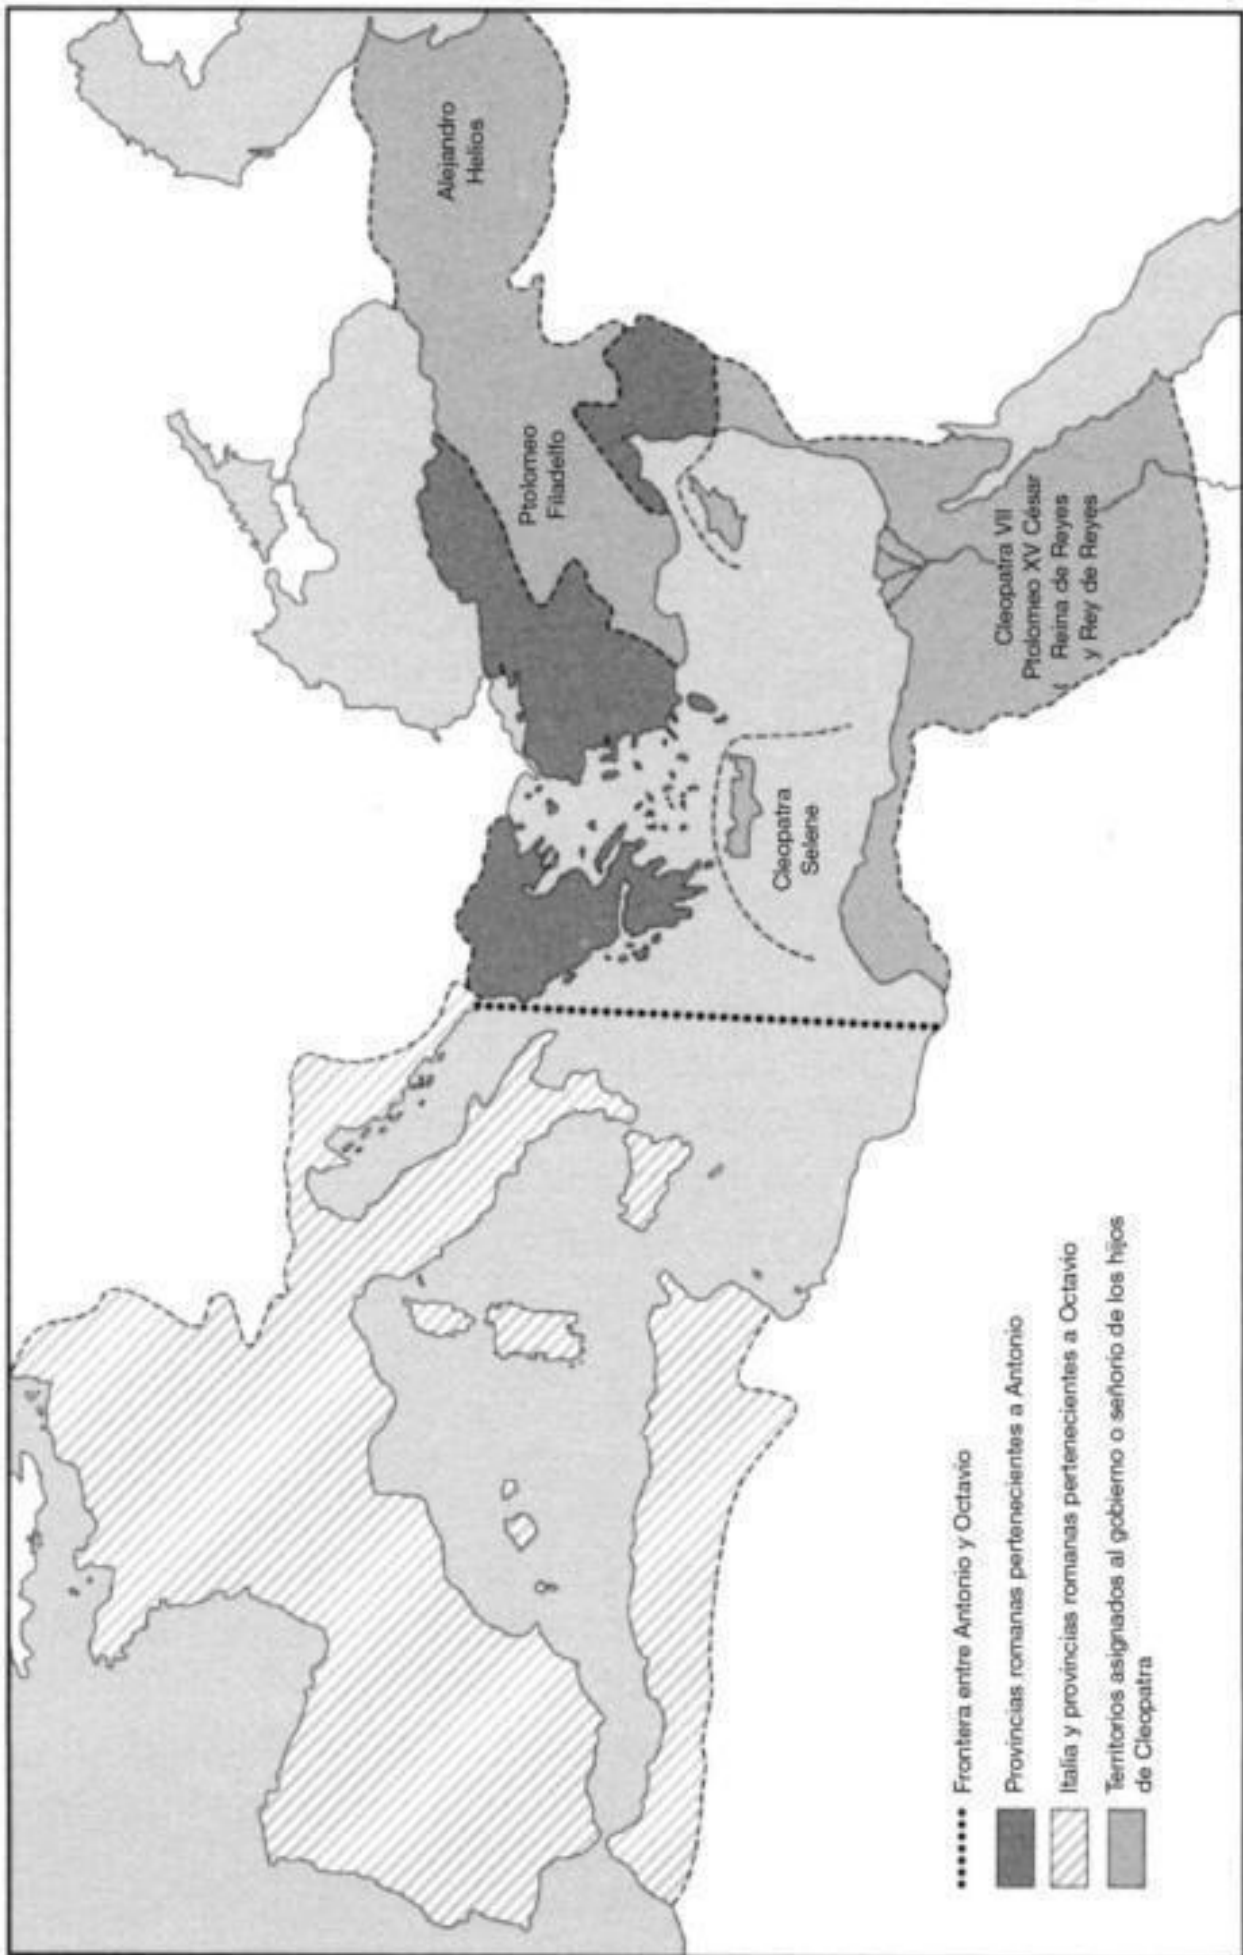 Alejandro
Helios
Ptolomeo
Filadelfo
Cleopatra VII
Ptolomeo XV César
Reina de Reyes
y Rey de Reyes
Cleopatra
Selene
Frontera entre Antonio y Octavio
Provincias romanas pertenecientes a Antonio
Italia y provincias romanas pertenecientes a Octavio
Territorios asignados al gobierno o señorío de los hijos
de Cleopatra